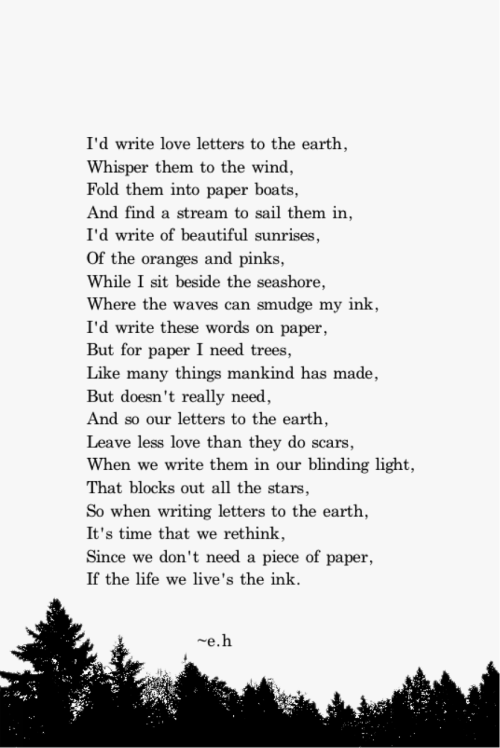 I'd write love letters to the earth,
Whisper them to the wind,
Fold them into paper boats,
And find a stream to sail them in,
I'd write of beautiful sunrises,
Of the oranges and pinks,
While I sit beside the seashore,
Where the waves can smudge my ink,
I'd write these words on paper,
But for paper I need trees,
Like many things mankind has made,
But doesn't really need,
And so our letters to the earth,
Leave less love than they do scars,
When we write them in our blinding light,
That blocks out all the stars,
So when writing letters to the earth,
It's time that we rethink,
Since we don't need a piece of paper,
If the life we live's the ink.
~e.h